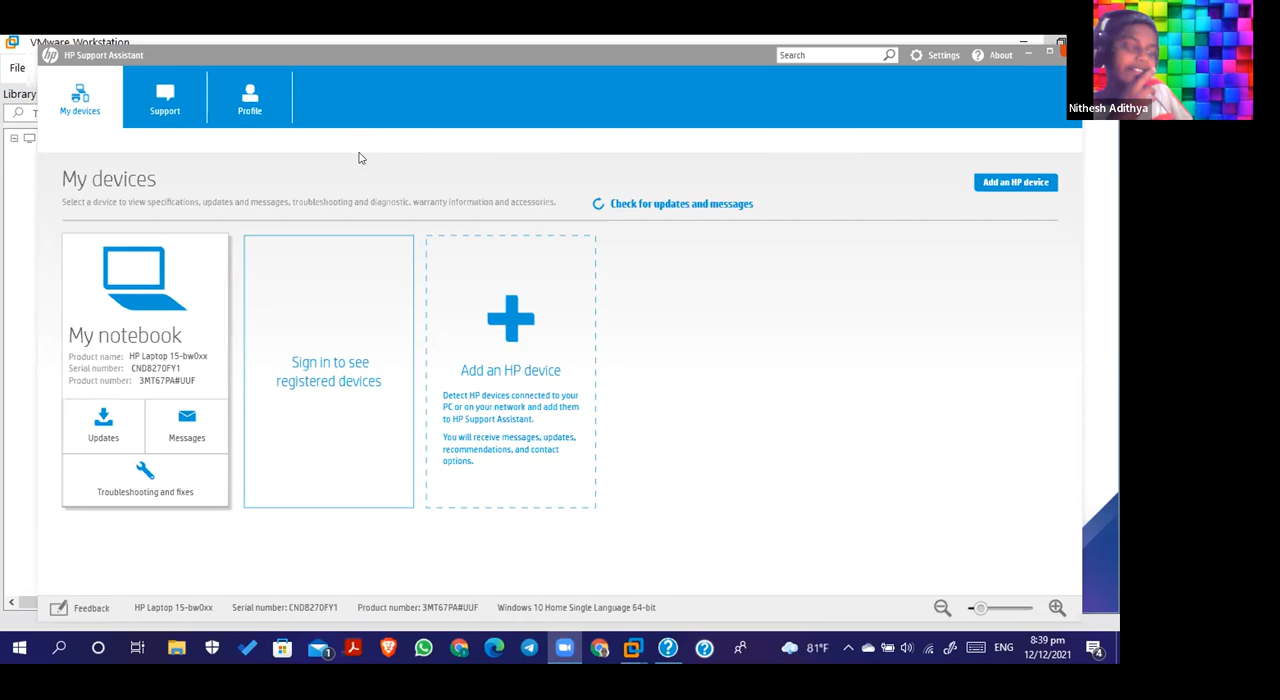 VMware Workstation
HP Support Assistant
Search
Settings
About
File
My devices
Support
Profile
Nithesh Adithya
Library
My devices
Add an HP device
Select a device to view specifications, updates and messages, troubleshooting and diagnostic, warranty information and accessories.
Check for updates and messages
My notebook
Product name: HP Laptop 15-bw0xx
Serial number: CND8270FY1
Product number: 3MT67PA#UUF
Updates
Messages
Troubleshooting and fixes
Sign in to see
registered devices
Add an HP device
Detect HP devices connected to your
PC or on your network and add them
to HP Support Assistant.
You will receive messages, updates,
recommendations, and contact
options.
Feedback
HP Laptop 15-bw0xx
Serial number: CND8270FY1
Product number: 3MT67PA#UUF
Windows 10 Home Single Language 64-bit
1
81°F
ENG
8:39 pm
12/12/2021
4